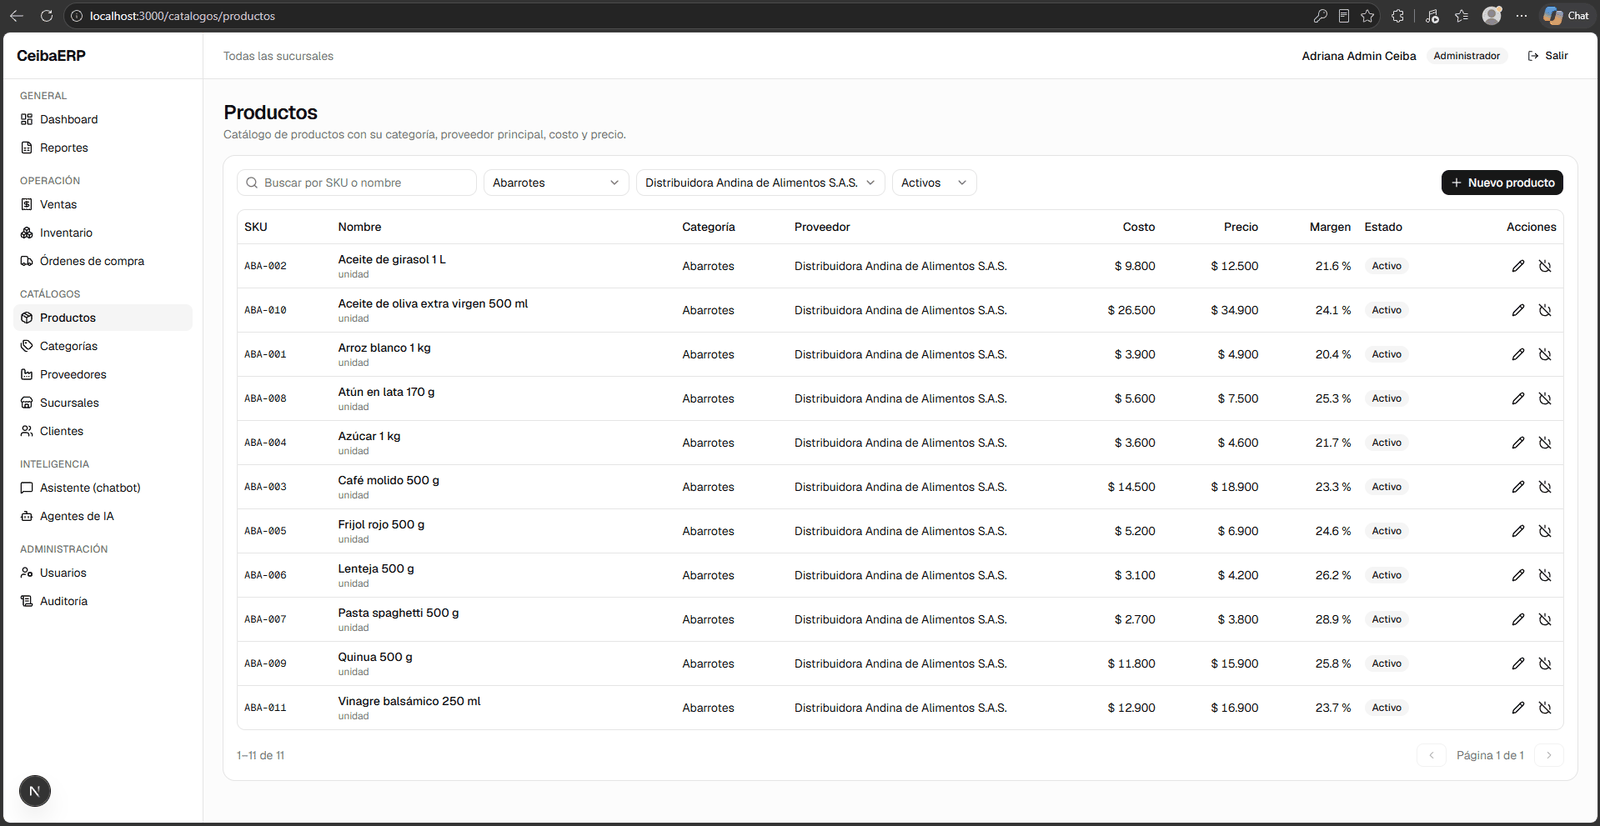 localhost:3000/catalogos/productos
Chat
CeibaERP
Todas las sucursales
Adriana Admin Ceiba
Administrador
Salir
GENERAL
Dashboard
Reportes
OPERACIÓN
Ventas
Inventario
Órdenes de compra
CATÁLOGOS
Productos
Categorías
Proveedores
Sucursales
Clientes
INTELIGENCIA
Asistente (chatbot)
Agentes de IA
ADMINISTRACIÓN
Usuarios
Auditoría
N
Productos
Catálogo de productos con su categoría, proveedor principal, costo y precio.
Buscar por SKU o nombre
Abarrotes
Distribuidora Andina de Alimentos S.A.S.
Activos
+ Nuevo producto
SKU Nombre Categoría Proveedor Costo Precio Margen Estado Acciones
ABA-002 Aceite de girasol 1 L Abarrotes Distribuidora Andina de Alimentos S.A.S. $ 9.800 $ 12.500 21.6 % Activo
unidad
ABA-010 Aceite de oliva extra virgen 500 ml Abarrotes Distribuidora Andina de Alimentos S.A.S. $ 26.500 $ 34.900 24.1 % Activo
unidad
ABA-001 Arroz blanco 1 kg Abarrotes Distribuidora Andina de Alimentos S.A.S. $ 3.900 $ 4.900 20.4 % Activo
unidad
ABA-008 Atún en lata 170 g Abarrotes Distribuidora Andina de Alimentos S.A.S. $ 5.600 $ 7.500 25.3 % Activo
unidad
ABA-004 Azúcar 1 kg Abarrotes Distribuidora Andina de Alimentos S.A.S. $ 3.600 $ 4.600 21.7 % Activo
unidad
ABA-003 Café molido 500 g Abarrotes Distribuidora Andina de Alimentos S.A.S. $ 14.500 $ 18.900 23.3 % Activo
unidad
ABA-005 Frijol rojo 500 g Abarrotes Distribuidora Andina de Alimentos S.A.S. $ 5.200 $ 6.900 24.6 % Activo
unidad
ABA-006 Lenteja 500 g Abarrotes Distribuidora Andina de Alimentos S.A.S. $ 3.100 $ 4.200 26.2 % Activo
unidad
ABA-007 Pasta spaghetti 500 g Abarrotes Distribuidora Andina de Alimentos S.A.S. $ 2.700 $ 3.800 28.9 % Activo
unidad
ABA-009 Quinua 500 g Abarrotes Distribuidora Andina de Alimentos S.A.S. $ 11.800 $ 15.900 25.8 % Activo
unidad
ABA-011 Vinagre balsámico 250 ml Abarrotes Distribuidora Andina de Alimentos S.A.S. $ 12.900 $ 16.900 23.7 % Activo
unidad
1–11 de 11
Página 1 de 1